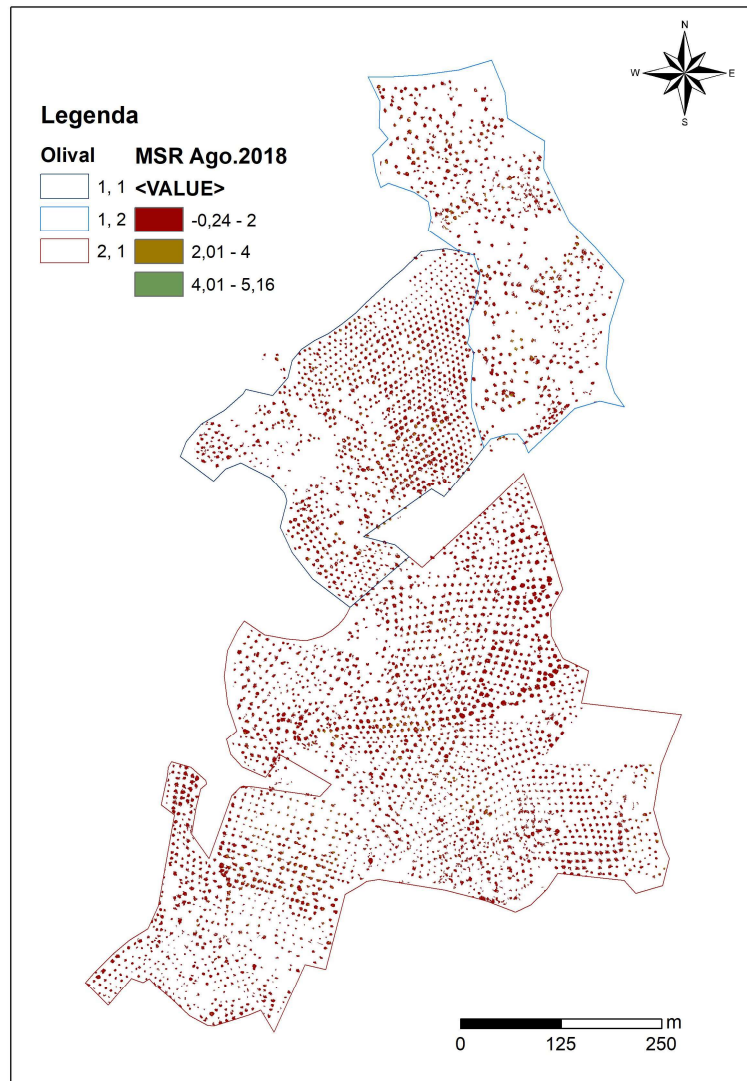 N
W E
S
Legenda
Olival MSR Ago.2018
1, 1 <VALUE>
1, 2 -0,24 - 2
2, 1 2,01 - 4
4,01 - 5,16
m
0 125 250